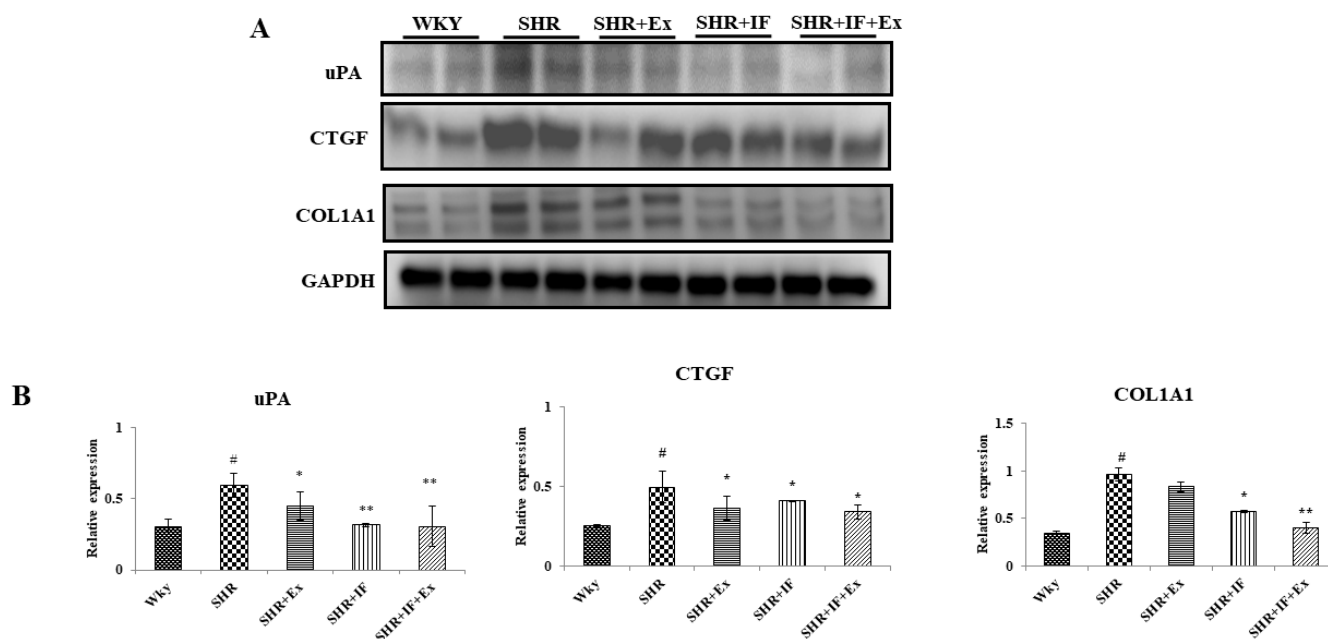 A
WKY SHR SHR+Ex SHR+IF SHR+IF+Ex
uPA
CTGF
COL1A1
GAPDH
B
uPA
Relative expression
1
0.5
0
# * ** **
Wky SHR SHR+Ex SHR+IF SHR+IF+Ex
CTGF
Relative expression
1
0.5
0
# * * *
Wky SHR SHR+Ex SHR+IF SHR+IF+Ex
COL1A1
Relative expression
1.5
1
0.5
0
# * **
Wky SHR SHR+Ex SHR+IF SHR+IF+Ex